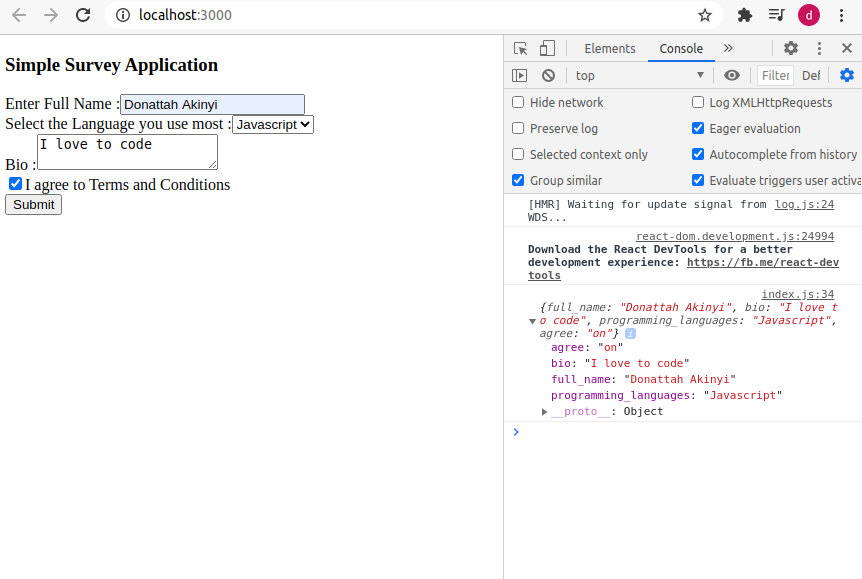 localhost:3000
d
Simple Survey Application
Enter Full Name :Donattah Akinyi
Select the Language you use most :Javascript
I love to code
Bio :
I agree to Terms and Conditions
Submit
Elements Console »
top Filter Def
Hide network Log XMLHttpRequests
Preserve log Eager evaluation
Selected context only Autocomplete from history
Group similar Evaluate triggers user activa
[HMR] Waiting for update signal from log.js:24
WDS...
react-dom.development.js:24994
Download the React DevTools for a better
development experience: https://fb.me/react-dev
tools
index.js:34
{full_name: "Donattah Akinyi", bio: "I love t
o code", programming_languages: "Javascript",
agree: "on"} i
agree: "on"
bio: "I love to code"
full_name: "Donattah Akinyi"
programming_languages: "Javascript"
__proto__: Object